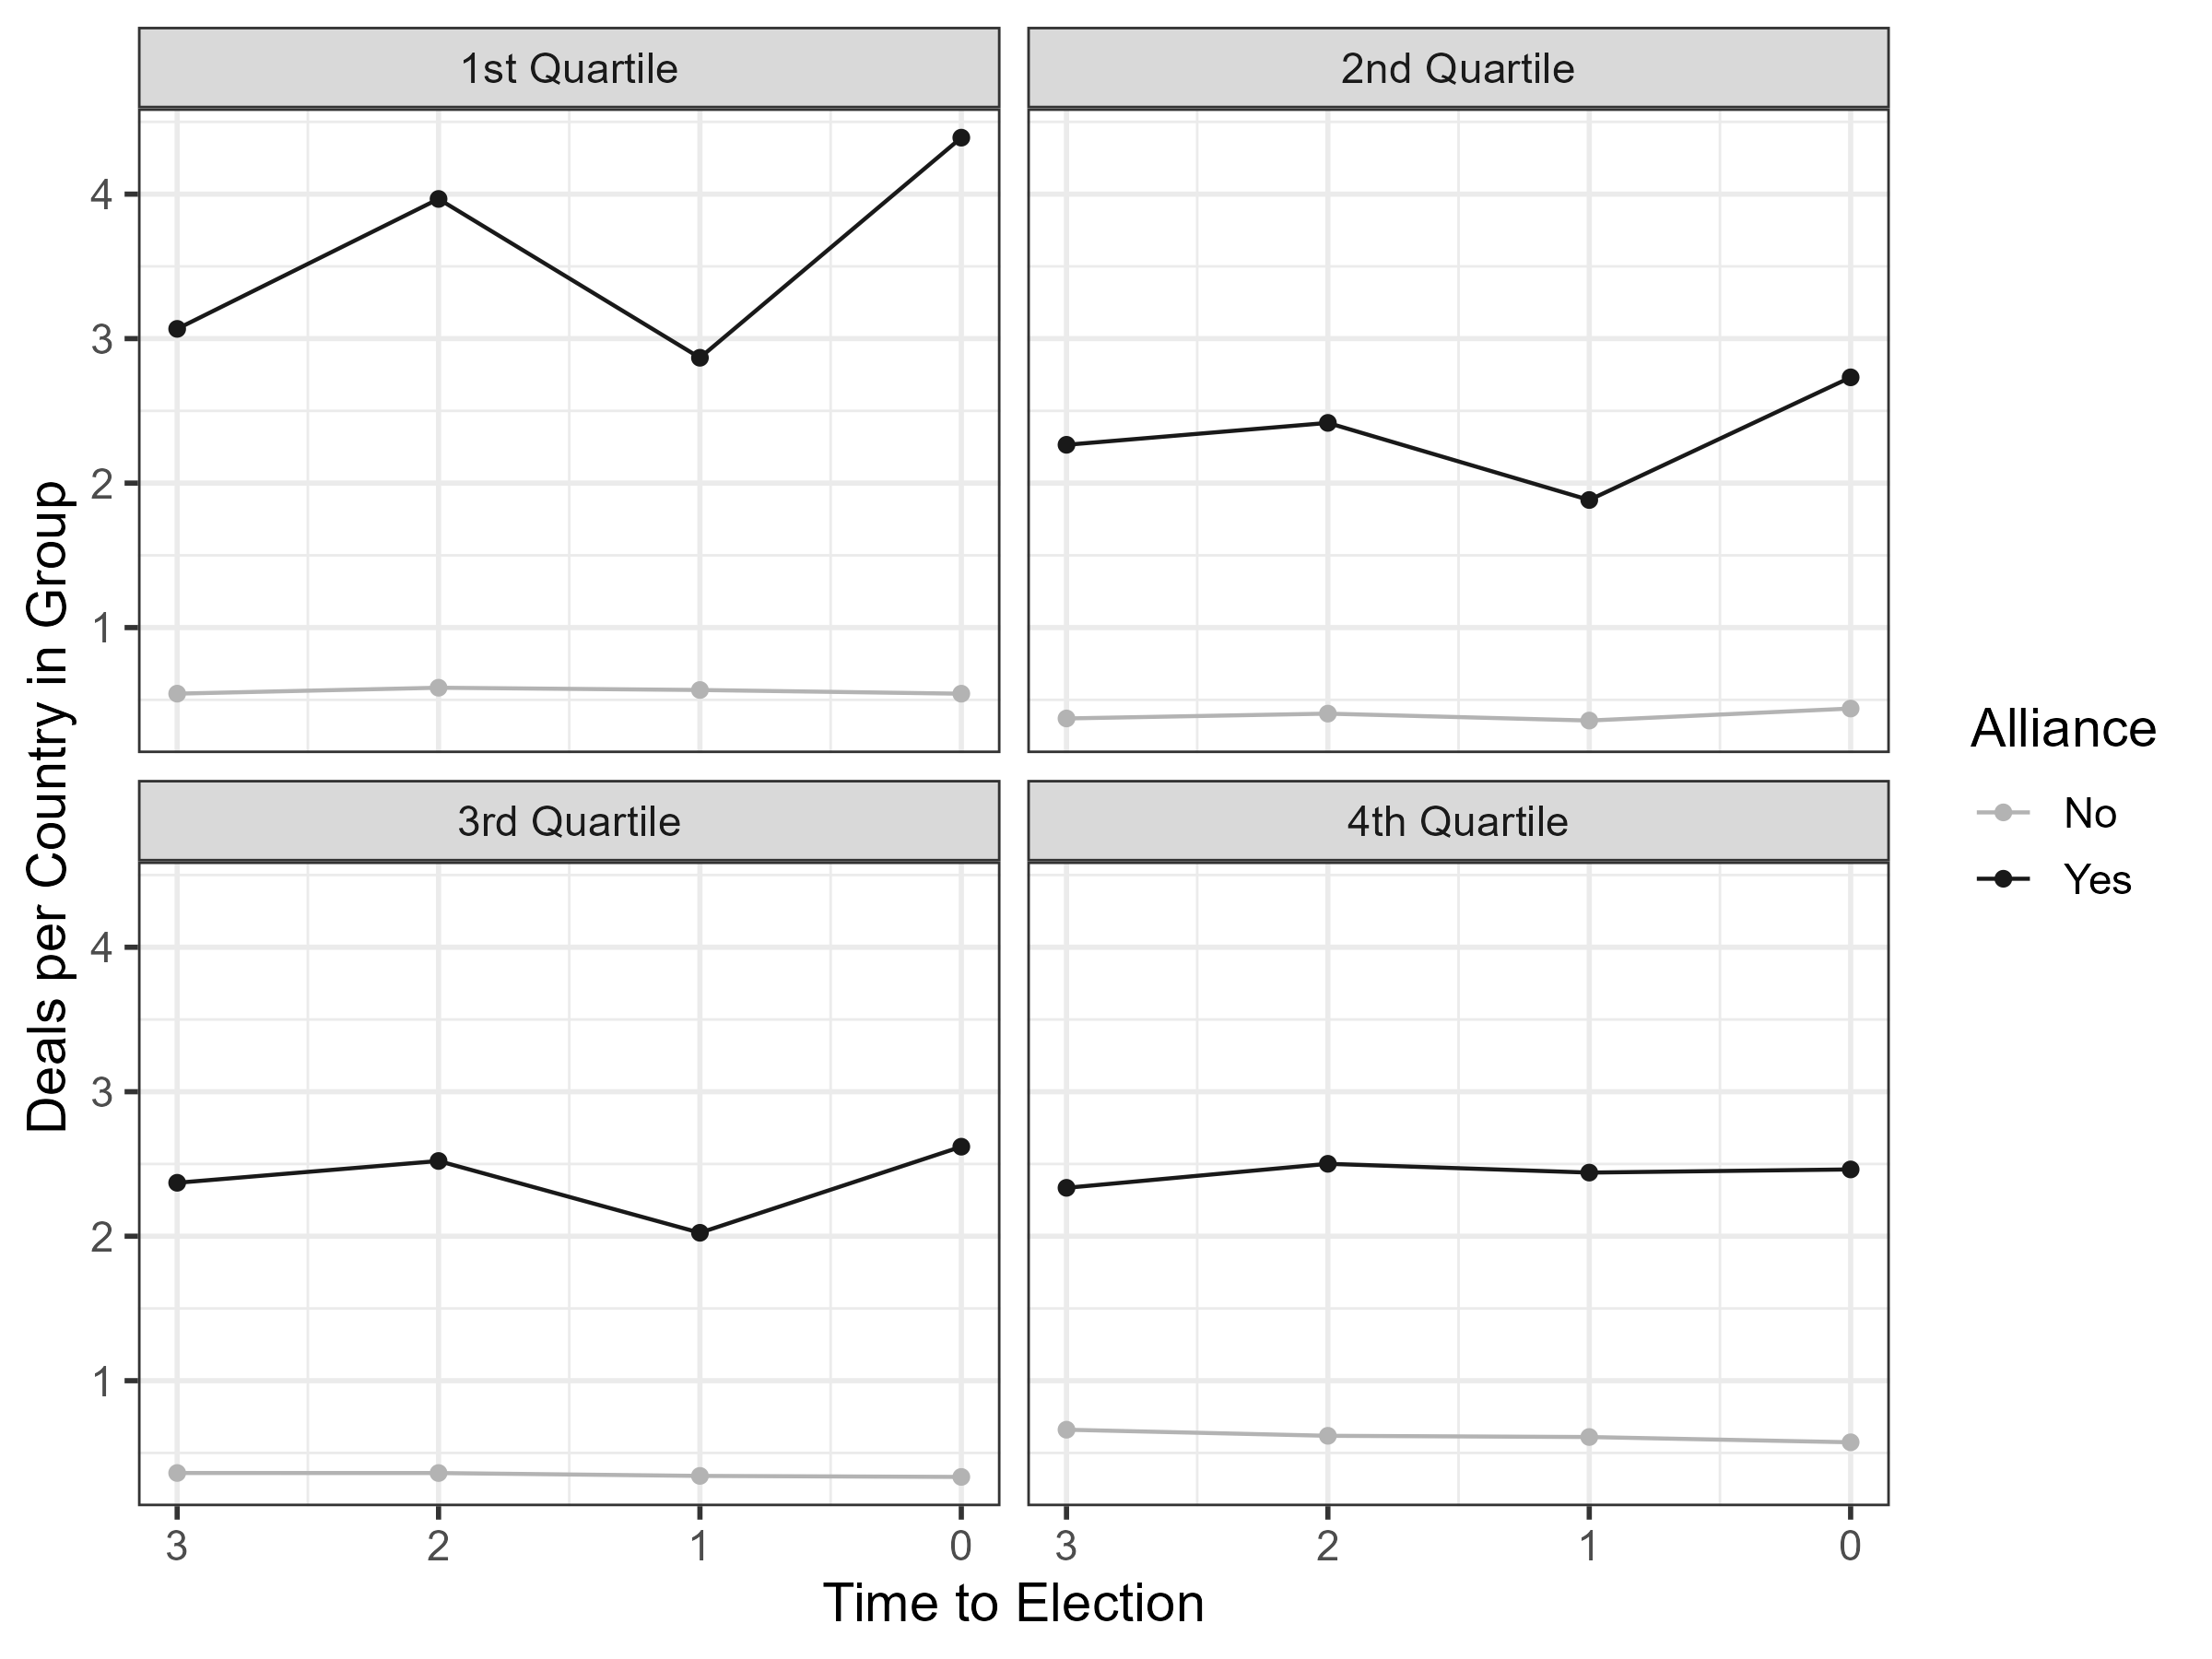 1st Quartile
2nd Quartile
4
3
2
1
3rd Quartile
4th Quartile
4
3
2
1
3
2
1
0
3
2
1
0
Time to Election
Deals per Country in Group
Alliance
No
Yes